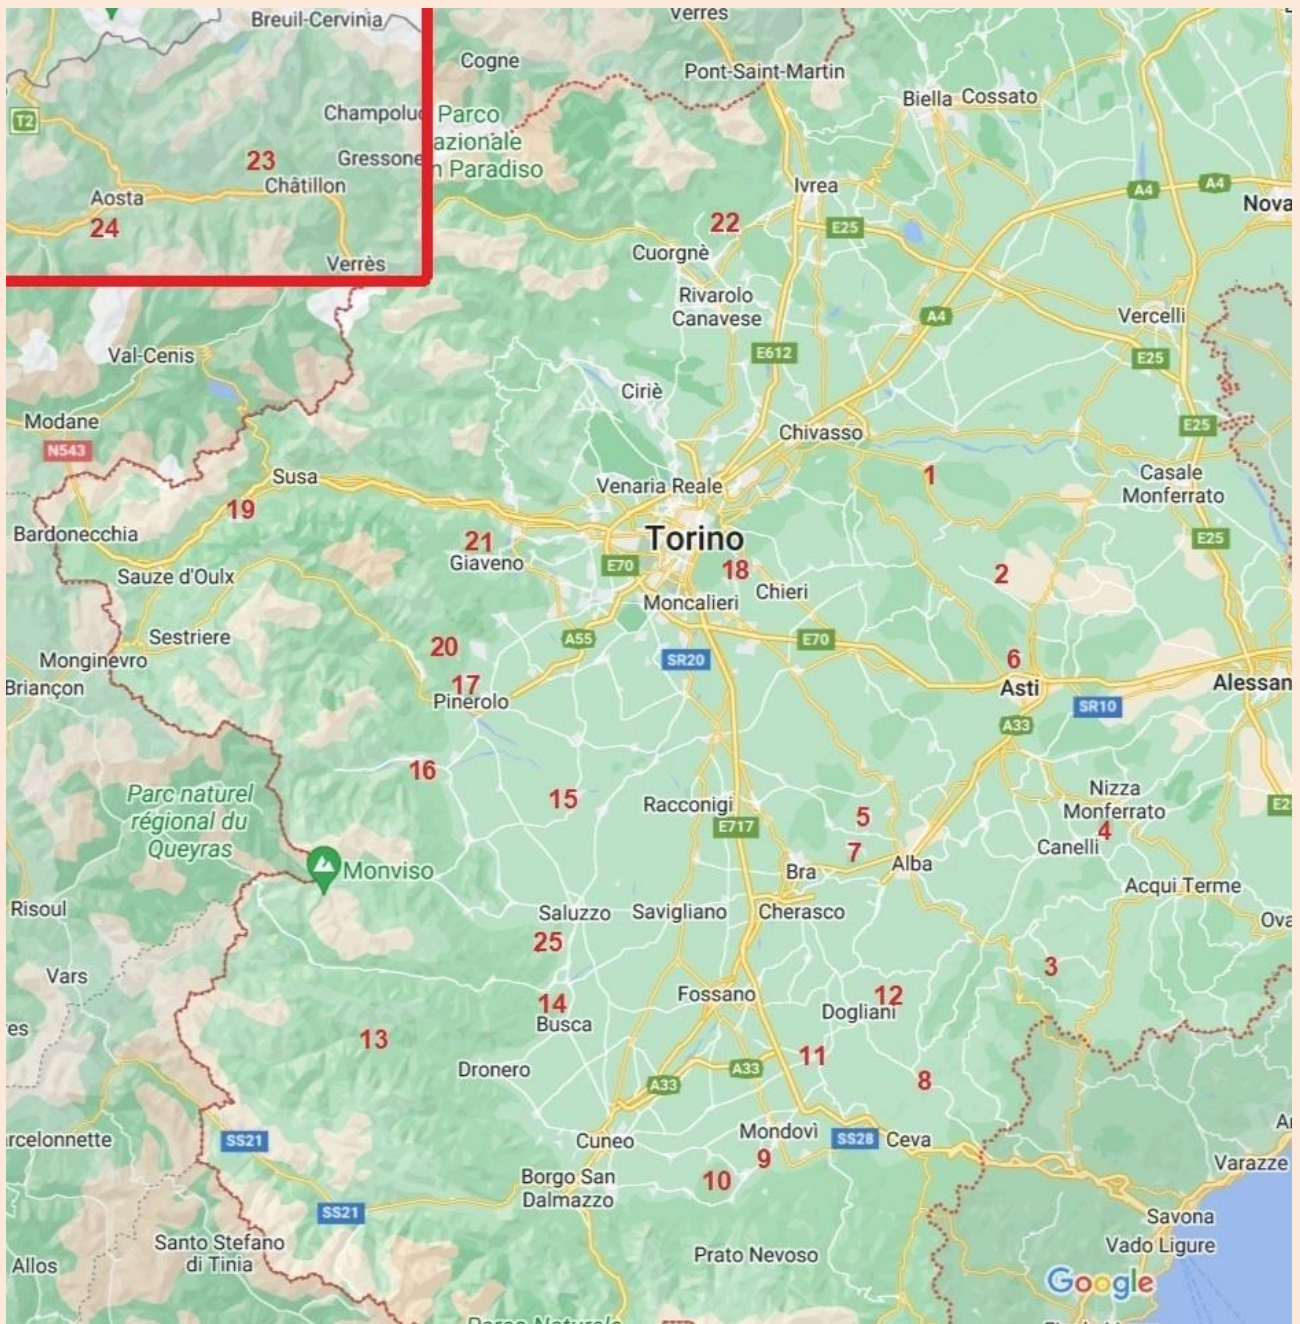 Breuil-Cervinia
Verrès
Cogne
Pont-Saint-Martin
Biella
Cossato
T2
Champoluc
Parco
azionale
n Paradiso
23
Gressone
Châtillon
Aosta
24
Verrès
Ivrea
A4
A4
Nova
22
E25
Cuorgnè
Rivarolo
Canavese
A4
Vercelli
E25
E612
Val-Cenis
Ciriè
Modane
N543
Chivasso
E25
Susa
1
Casale
Monferrato
Venaria Reale
19
Bardonecchia
21
Giaveno
Torino
E25
E70
18
Chieri
2
Sauze d'Oulx
Moncalieri
Sestriere
A55
E70
20
SR20
6
Monginevro
Briançon
17
Pinerolo
Asti
Alessan
SR10
A33
16
Parc naturel
régional du
Queyras
15
Racconigi
E717
5
Nizza
Monferrato
4
Canelli
7
Alba
Bra
Monviso
Acqui Terme
Risoul
Saluzzo
Savigliano
Cherasco
Ova
25
Vars
3
14
Busca
Fossano
12
Dogliani
13
11
Dronero
A33
A33
8
arcelonnette
SS21
Cuneo
Mondovì
9
SS28
Ceva
10
Borgo San
Dalmazzo
Varazze
SS21
Savona
Santo Stefano
di Tinia
Prato Nevoso
Vado Ligure
Allos
Google